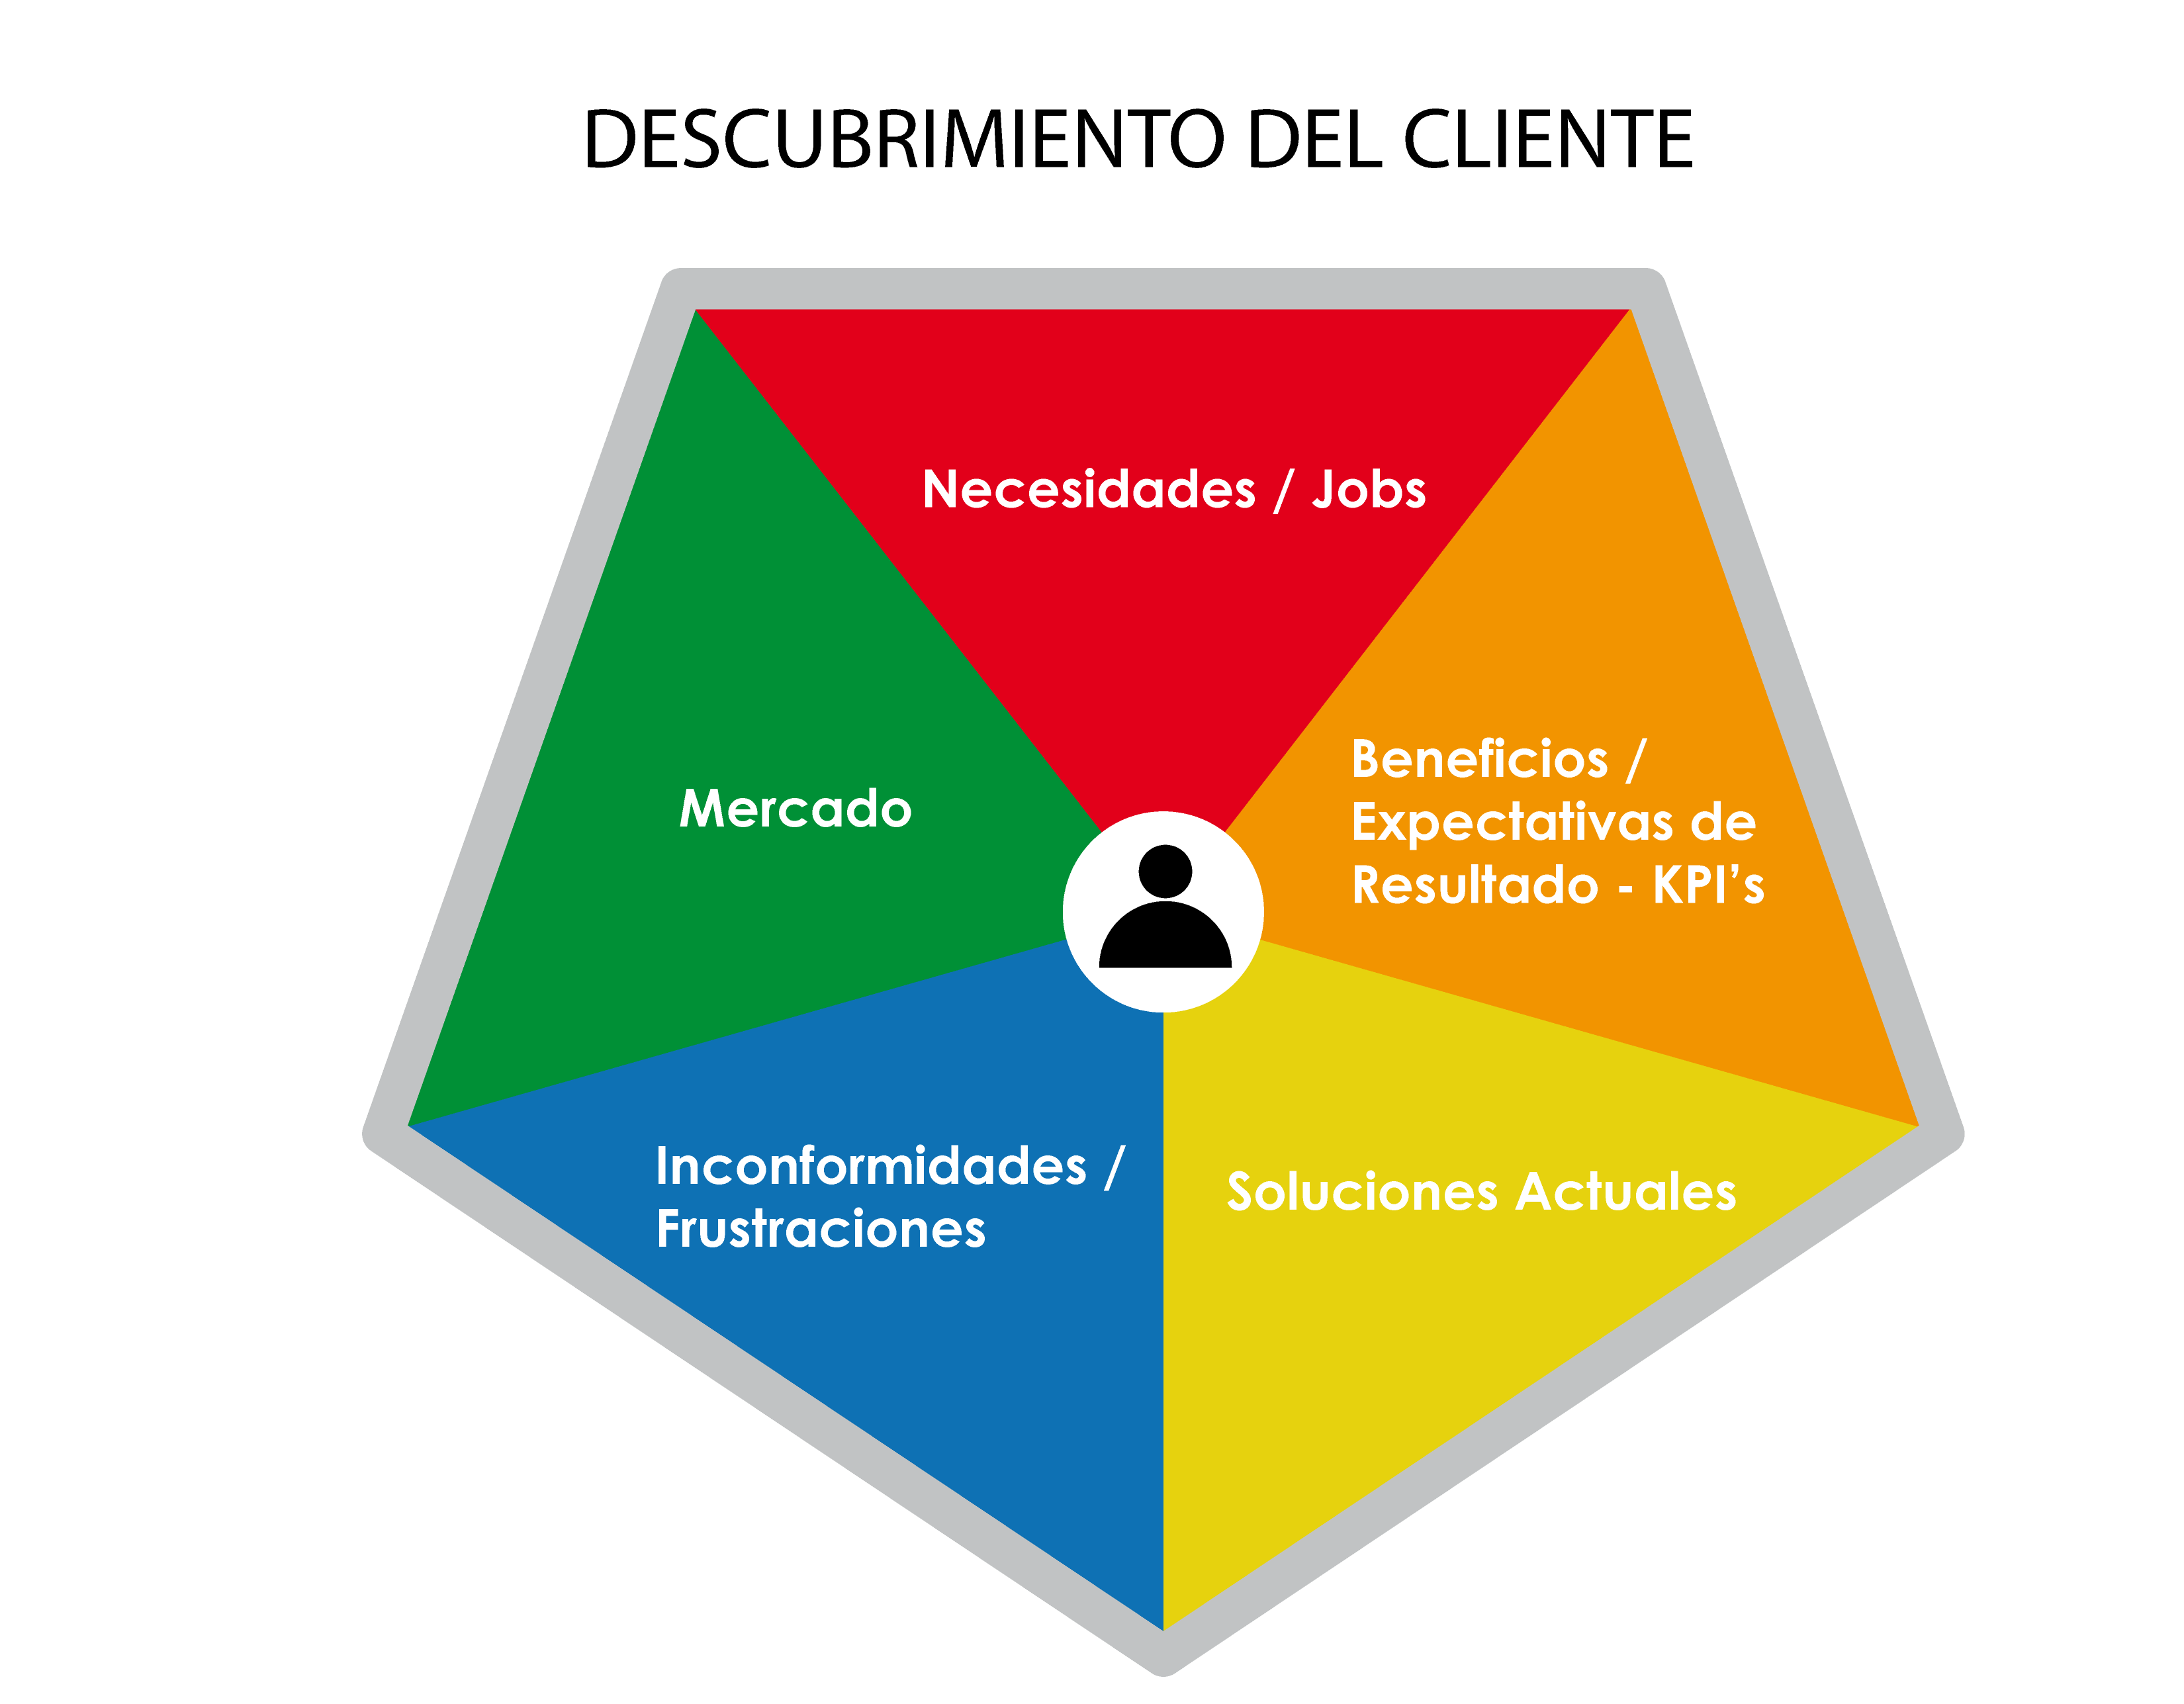 DESCUBRIMIENTO DEL CLIENTE
Necesidades / Jobs
Beneficios /
Expectativas de
Resultado - KPI’s
Mercado
Inconformidades /
Frustraciones
Soluciones Actuales